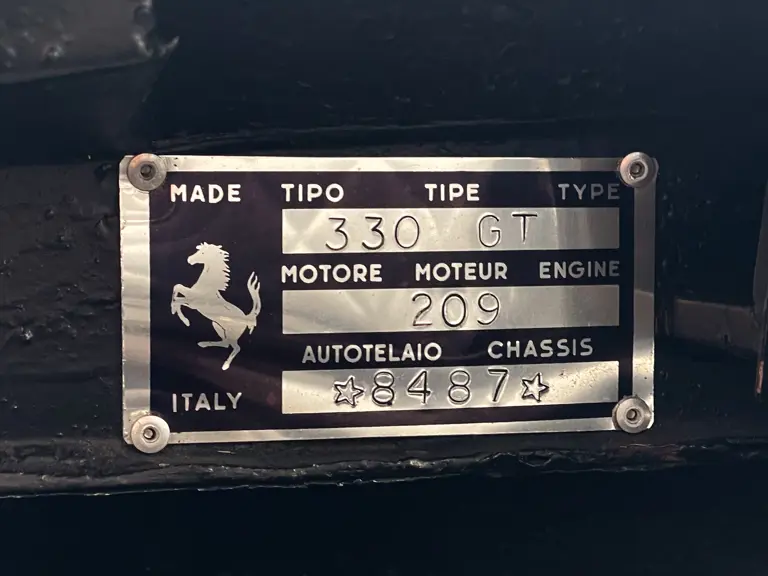 MADE TIPO TIPE TYPE
330 GT
MOTORE MOTEUR ENGINE
209
AUTOTELAIO CHASSIS
☆8487☆
ITALY